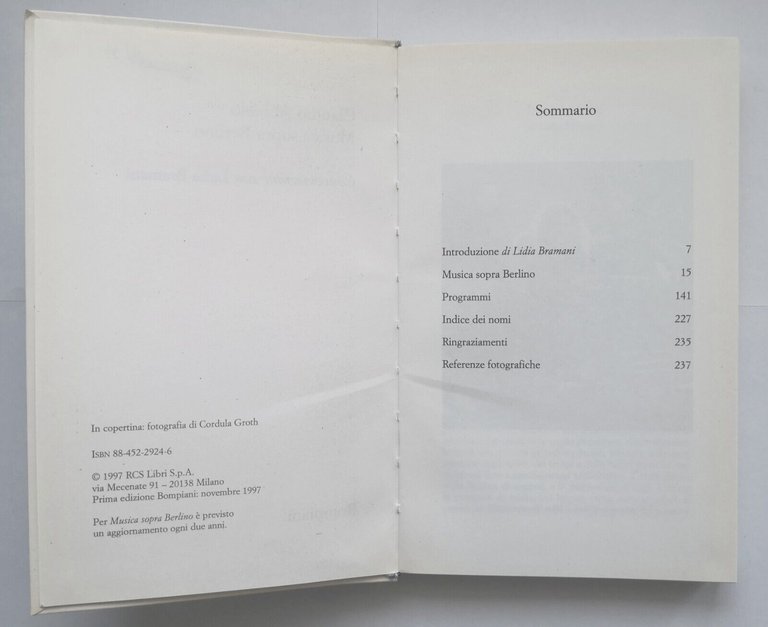 In copertina: fotografia di Cordula Groth
ISBN 88-452-2924-6
© 1997 RCS Libri S.p.A.
via Mecenate 91 – 20138 Milano
Prima edizione Bompiani: novembre 1997
Per Musica sopra Berlino è previsto
un aggiornamento ogni due anni.
Sommario
Introduzione di Lidia Bramani 7
Musica sopra Berlino 15
Programmi 141
Indice dei nomi 227
Ringraziamenti 235
Referenze fotografiche 237